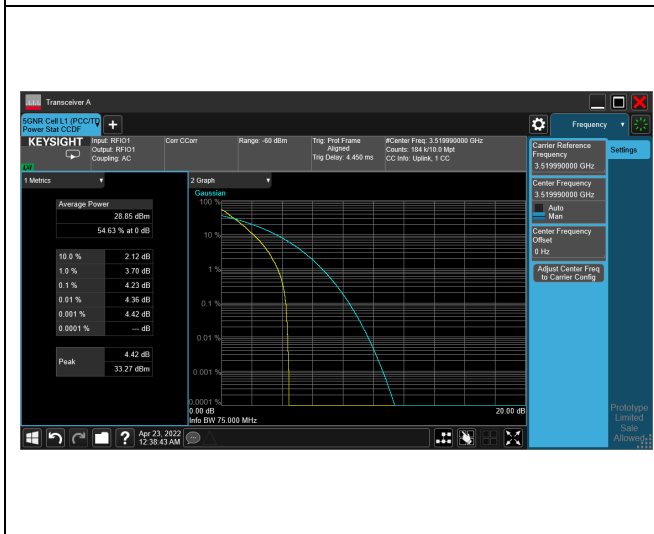 Transceiver A
5GNR Cell L1 (PCC/TD
Power Stat CCDF
Frequency
KEYSIGHT
Input: RFIO1
Output: RFIO1
Coupling: AC
Corr CCorr
Range: -60 dBm
Trig: Prot Frame
Aligned
Trig Delay: 4.450 ms
#Center Freq: 3.519990000 GHz
Counts: 184 k/10.0 Mpt
CC Info: Uplink, 1 CC
1 Metrics
Average Power
28.85 dBm
54.63 % at 0 dB
10.0 % 2.12 dB
1.0 % 3.70 dB
0.1 % 4.23 dB
0.01 % 4.36 dB
0.001 % 4.42 dB
0.0001 % --- dB
Peak
4.42 dB
33.27 dBm
2 Graph
Gaussian
100 %
10 %
1 %
0.1 %
0.01 %
0.001 %
0.0001 %
0.00 dB
20.00 dB
Info BW 75.000 MHz
Carrier Reference
Frequency
3.519990000 GHz
Center Frequency
3.519990000 GHz
Auto
Man
Center Frequency
Offset
0 Hz
Adjust Center Freq
to Carrier Config
Settings
Prototype
Limited
Sale
Allowed
?
Apr 23, 2022
12:38:43 AM